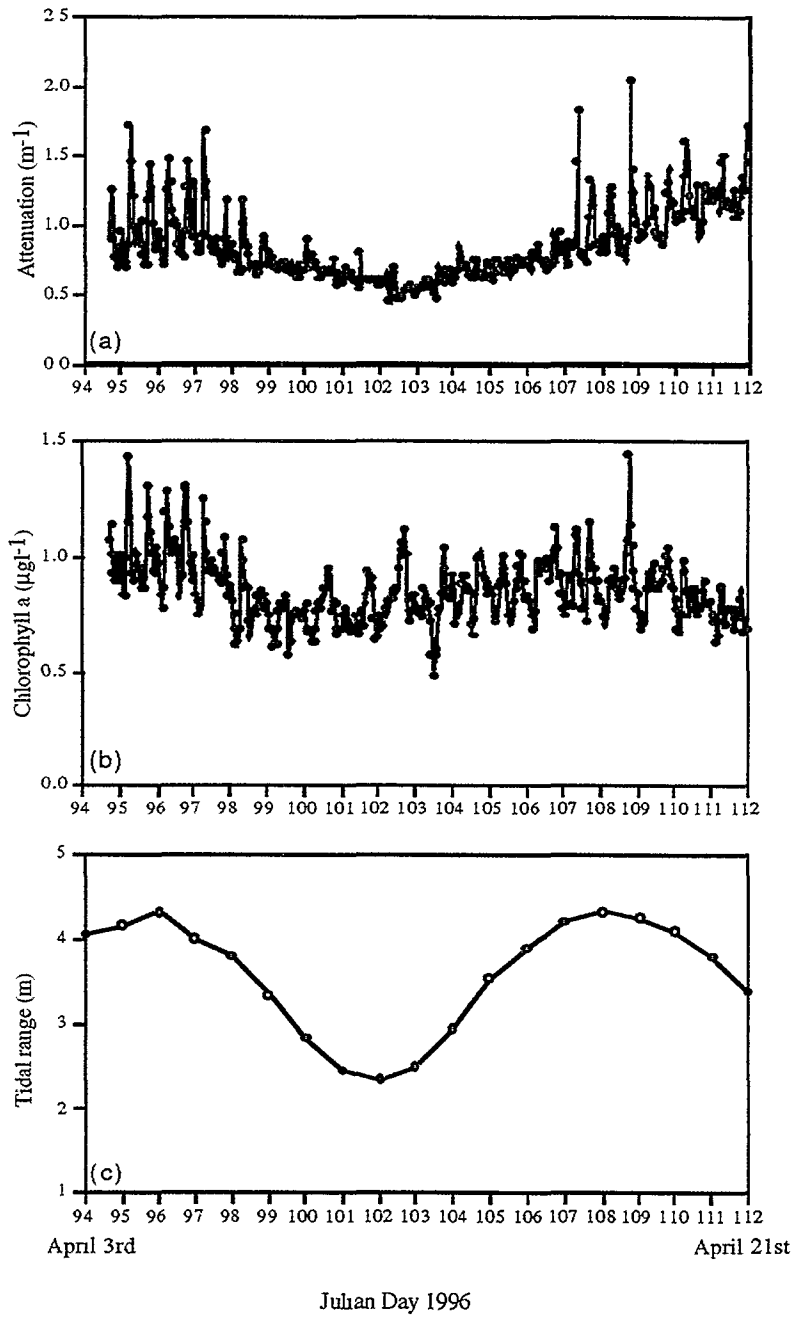 2.5
2.0
1.5
1.0
0.5
0 0
Attenuation (m-1)
(a)
94 95 96 97 98 99 100 101 102 103 104 105 106 107 108 109 110 111 112
1.5
1.0
0.5
0.0
Chlorophyll a (µgl-1)
(b)
94 95 96 97 98 99 100 101 102 103 104 105 106 107 108 109 110 111 112
5
4
3
2
1
Tidal range (m)
(c)
94 95 96 97 98 99 100 101 102 103 104 105 106 107 108 109 110 111 112
April 3rd April 21st
Julian Day 1996